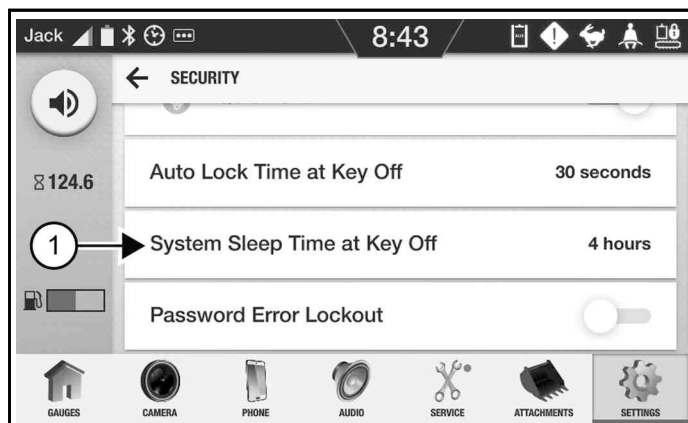 Jack 8:43
SECURITY
124.6
Auto Lock Time at Key Off 30 seconds
1 System Sleep Time at Key Off 4 hours
Password Error Lockout
GAUGES CAMERA PHONE AUDIO SERVICE ATTACHMENTS SETTINGS